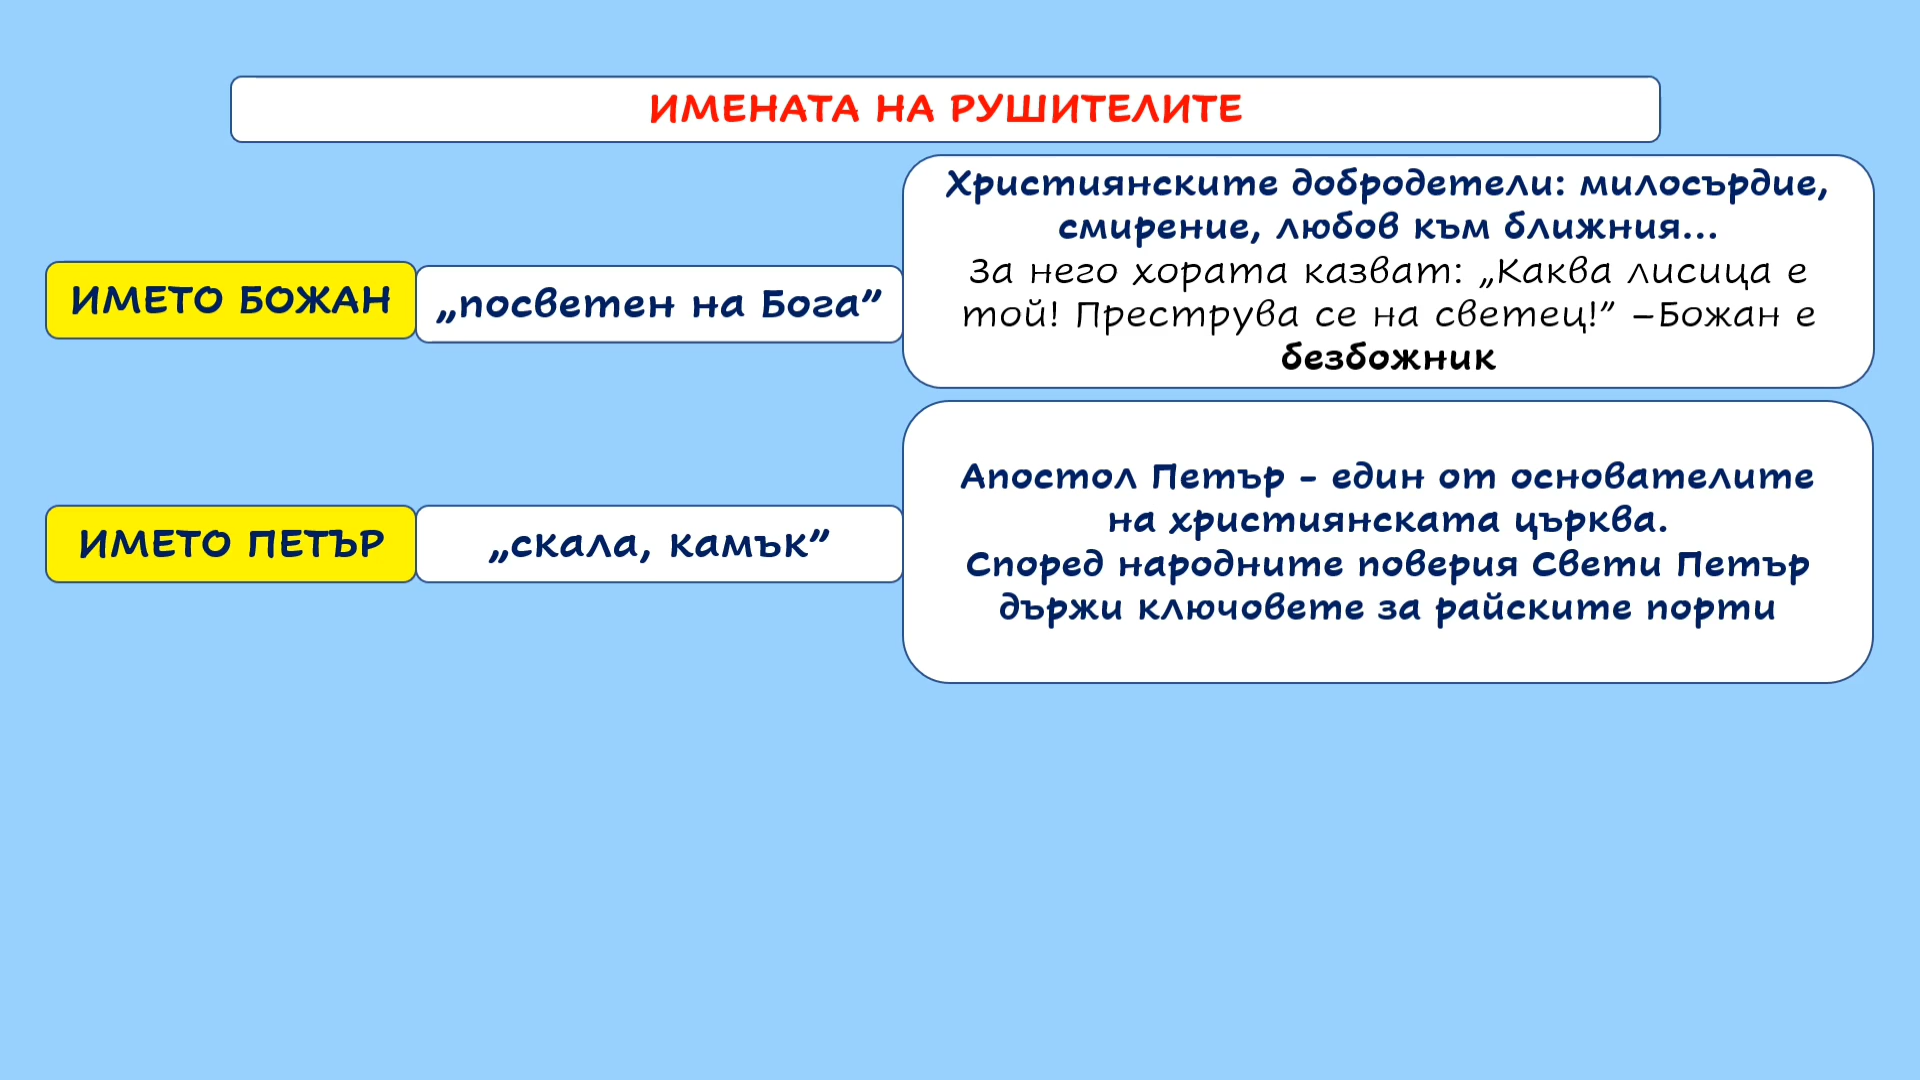 ИМЕНАТА НА РУШИТЕЛИТЕ
ИМЕТО БОЖАН
„посветен на Бога”
Християнските добродетели: милосърдие,
смирение, любов към ближния...
За него хората казват: „Каква лисица е
той! Преструва се на светец!” –Божан е
безбожник
ИМЕТО ПЕТЪР
„скала, камък”
Апостол Петър - един от основателите
на християнската църква.
Според народните поверия Свети Петър
държи ключовете за райските порти